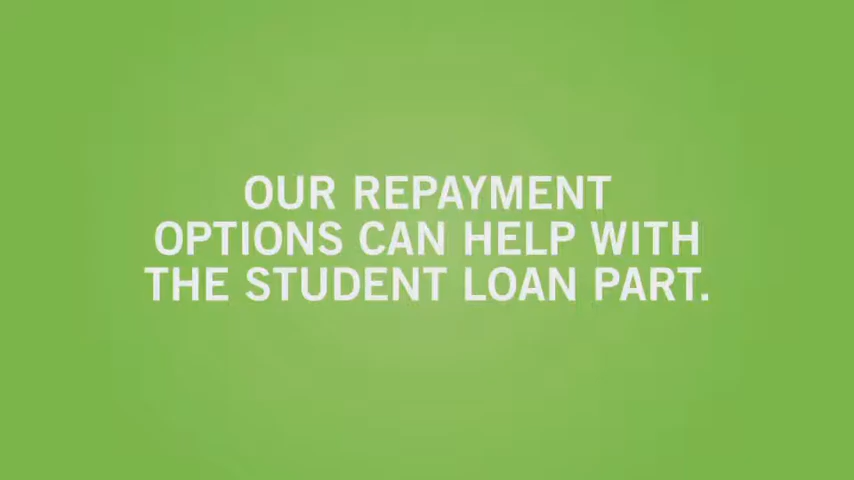 OUR REPAYMENT
OPTIONS CAN HELP WITH
THE STUDENT LOAN PART.